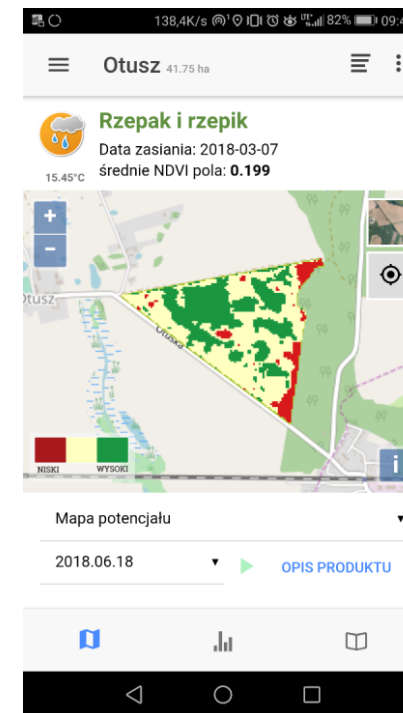 138,4K/s 82% 09:4
Otusz 41.75 ha
Rzepak i rzepik
Data zasiania: 2018-03-07
15.45°C średnie NDVI pola: 0.199
+
−
Otusz
Otuska
NISKI WYSOKI
i
Mapa potencjału
2018.06.18 OPIS PRODUKTU